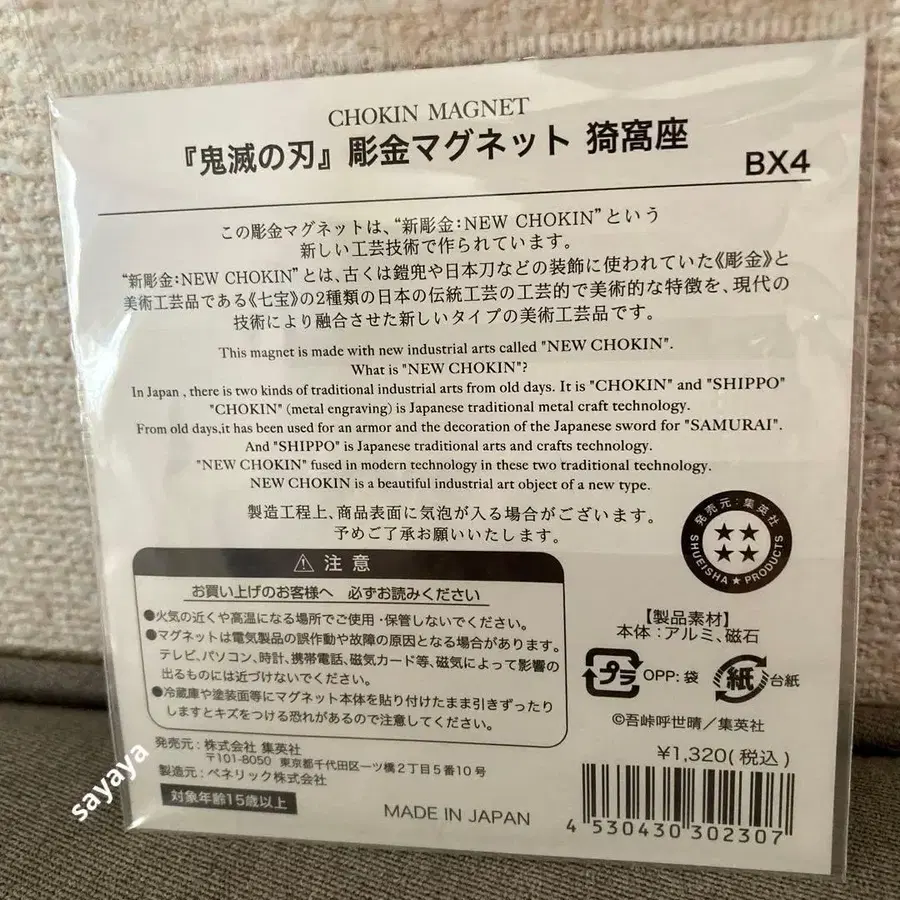 CHOKIN MAGNET
『鬼滅の刃』彫金マグネット 猗窩座
BX4
この彫金マグネットは、“新彫金：NEW CHOKIN”という
新しい工芸技術で作られています。
“新彫金：NEW CHOKIN”とは、古くは鎧兜や日本刀などの装飾に使われていた《彫金》と
美術工芸品である《七宝》の2種類の日本の伝統工芸の工芸的で美術的な特徴を、現代の
技術により融合させた新しいタイプの美術工芸品です。
This magnet is made with new industrial arts called "NEW CHOKIN".
What is "NEW CHOKIN"?
In Japan , there is two kinds of traditional industrial arts from old days. It is "CHOKIN" and "SHIPPO"
"CHOKIN" (metal engraving) is Japanese traditional metal craft technology.
From old days,it has been used for an armor and the decoration of the Japanese sword for "SAMURAI".
And "SHIPPO" is Japanese traditional arts and crafts technology.
"NEW CHOKIN" fused in modern technology in these two traditional technology.
NEW CHOKIN is a beautiful industrial art object of a new type.
製造工程上、商品表面に気泡が入る場合がございます。
予めご了承お願いいたします。
発売元：集英社
SHUEISHA★PRODUCTS
⚠ 注意
お買い上げのお客様へ 必ずお読みください
●火気の近くや高温になる場所でご使用・保管しないでください。
●マグネットは電気製品の誤作動や故障の原因となる場合があります。
テレビ、パソコン、時計、携帯電話、磁気カード等、磁気によって影響の
出るものには近づけないでください。
●冷蔵庫や塗装面等にマグネット本体を貼り付けたまま引きずったり
しますとキズをつける恐れがあるので注意してください。
【製品素材】
本体：アルミ、磁石
プラ OPP：袋 紙 台紙
©吾峠呼世晴／集英社
¥1,320(税込)
発売元：株式会社 集英社
〒101-8050 東京都千代田区一ツ橋2丁目5番10号
製造元：ベネリック株式会社
対象年齢15歳以上
MADE IN JAPAN
4 530430 302307
sayaya